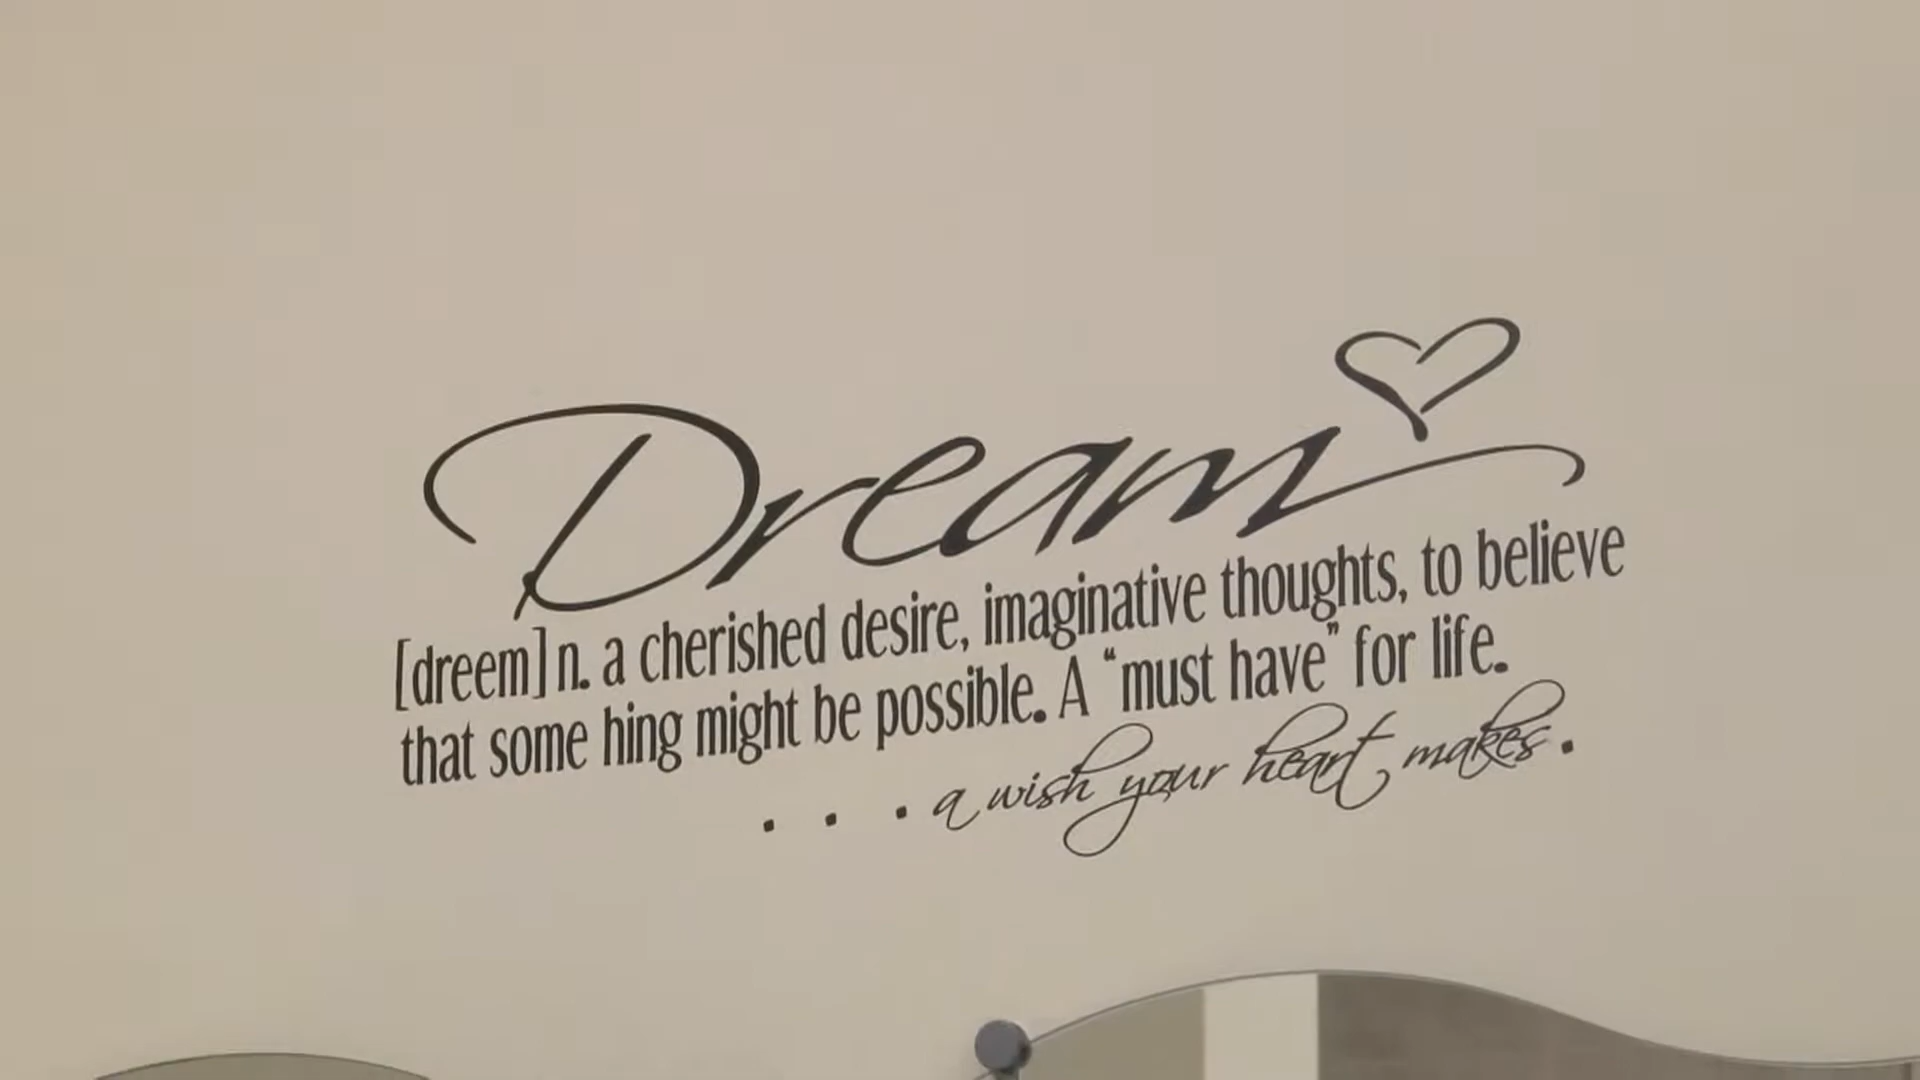 Dream
[dreem] n. a cherished desire, imaginative thoughts, to believe
that some hing might be possible. A “must have” for life.
. . . a wish your heart makes.